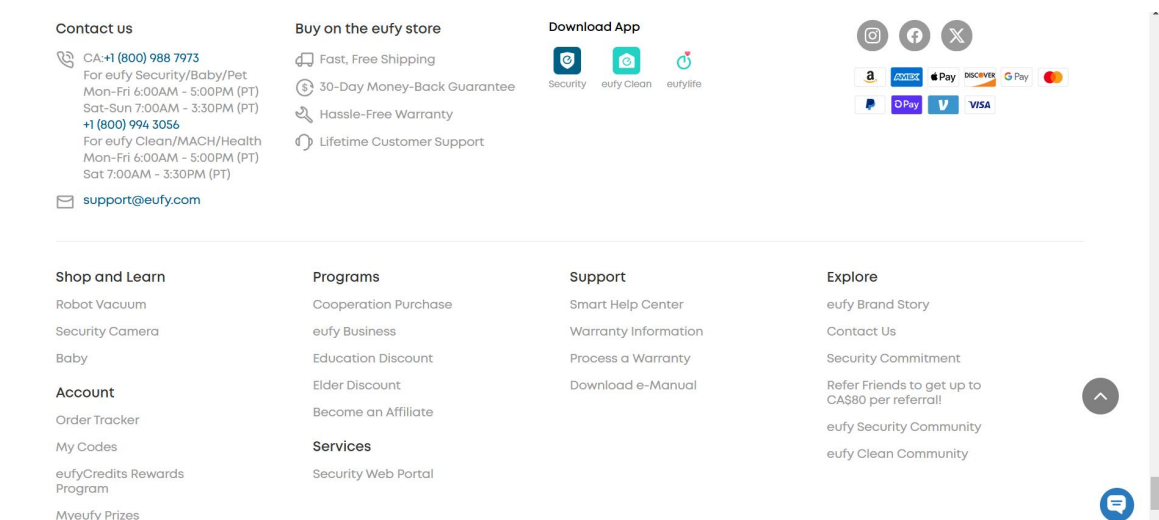 Contact us
CA:+1 (800) 988 7973
For eufy Security/Baby/Pet
Mon-Fri 6:00AM - 5:00PM (PT)
Sat-Sun 7:00AM - 3:30PM (PT)
+1 (800) 994 3056
For eufy Clean/MACH/Health
Mon-Fri 6:00AM - 5:00PM (PT)
Sat 7:00AM - 3:30PM (PT)
support@eufy.com
Buy on the eufy store
Fast, Free Shipping
30-Day Money-Back Guarantee
Hassle-Free Warranty
Lifetime Customer Support
Download App
Security eufy Clean eufylife
a AMEX Pay DISCOVER G Pay
P OPay V VISA
Shop and Learn
Robot Vacuum
Security Camera
Baby
Account
Order Tracker
My Codes
eufyCredits Rewards
Program
Myeufy Prizes
Programs
Cooperation Purchase
eufy Business
Education Discount
Elder Discount
Become an Affiliate
Services
Security Web Portal
Support
Smart Help Center
Warranty Information
Process a Warranty
Download e-Manual
Explore
eufy Brand Story
Contact Us
Security Commitment
Refer Friends to get up to
CA$80 per referral!
eufy Security Community
eufy Clean Community